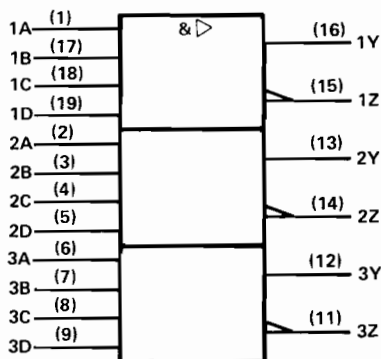 & ▷
1A (1)
1B (17)
1C (18)
1D (19)
2A (2)
2B (3)
2C (4)
2D (5)
3A (6)
3B (7)
3C (8)
3D (9)
(16) 1Y
(15) 1Z
(13) 2Y
(14) 2Z
(12) 3Y
(11) 3Z